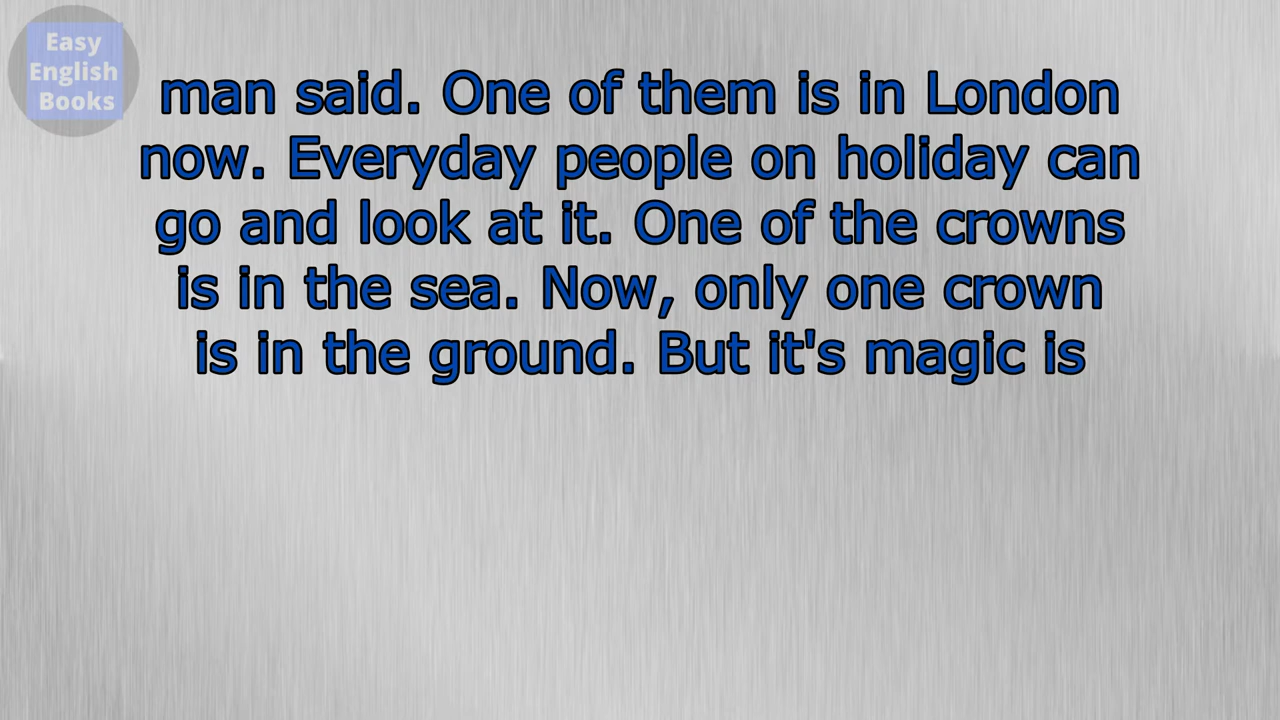 Easy
English
Books
man said. One of them is in London
now. Everyday people on holiday can
go and look at it. One of the crowns
is in the sea. Now, only one crown
is in the ground. But it's magic is